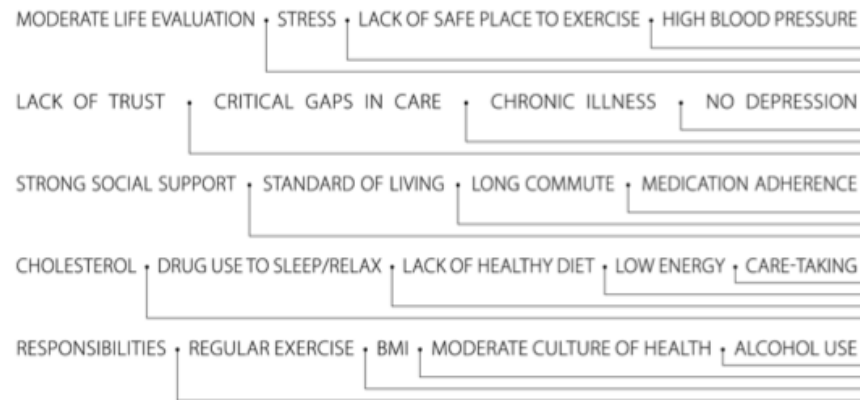 MODERATE LIFE EVALUATION • STRESS • LACK OF SAFE PLACE TO EXERCISE • HIGH BLOOD PRESSURE
LACK OF TRUST • CRITICAL GAPS IN CARE • CHRONIC ILLNESS • NO DEPRESSION
STRONG SOCIAL SUPPORT • STANDARD OF LIVING • LONG COMMUTE • MEDICATION ADHERENCE
CHOLESTEROL • DRUG USE TO SLEEP/RELAX • LACK OF HEALTHY DIET • LOW ENERGY • CARE-TAKING
RESPONSIBILITIES • REGULAR EXERCISE • BMI • MODERATE CULTURE OF HEALTH • ALCOHOL USE